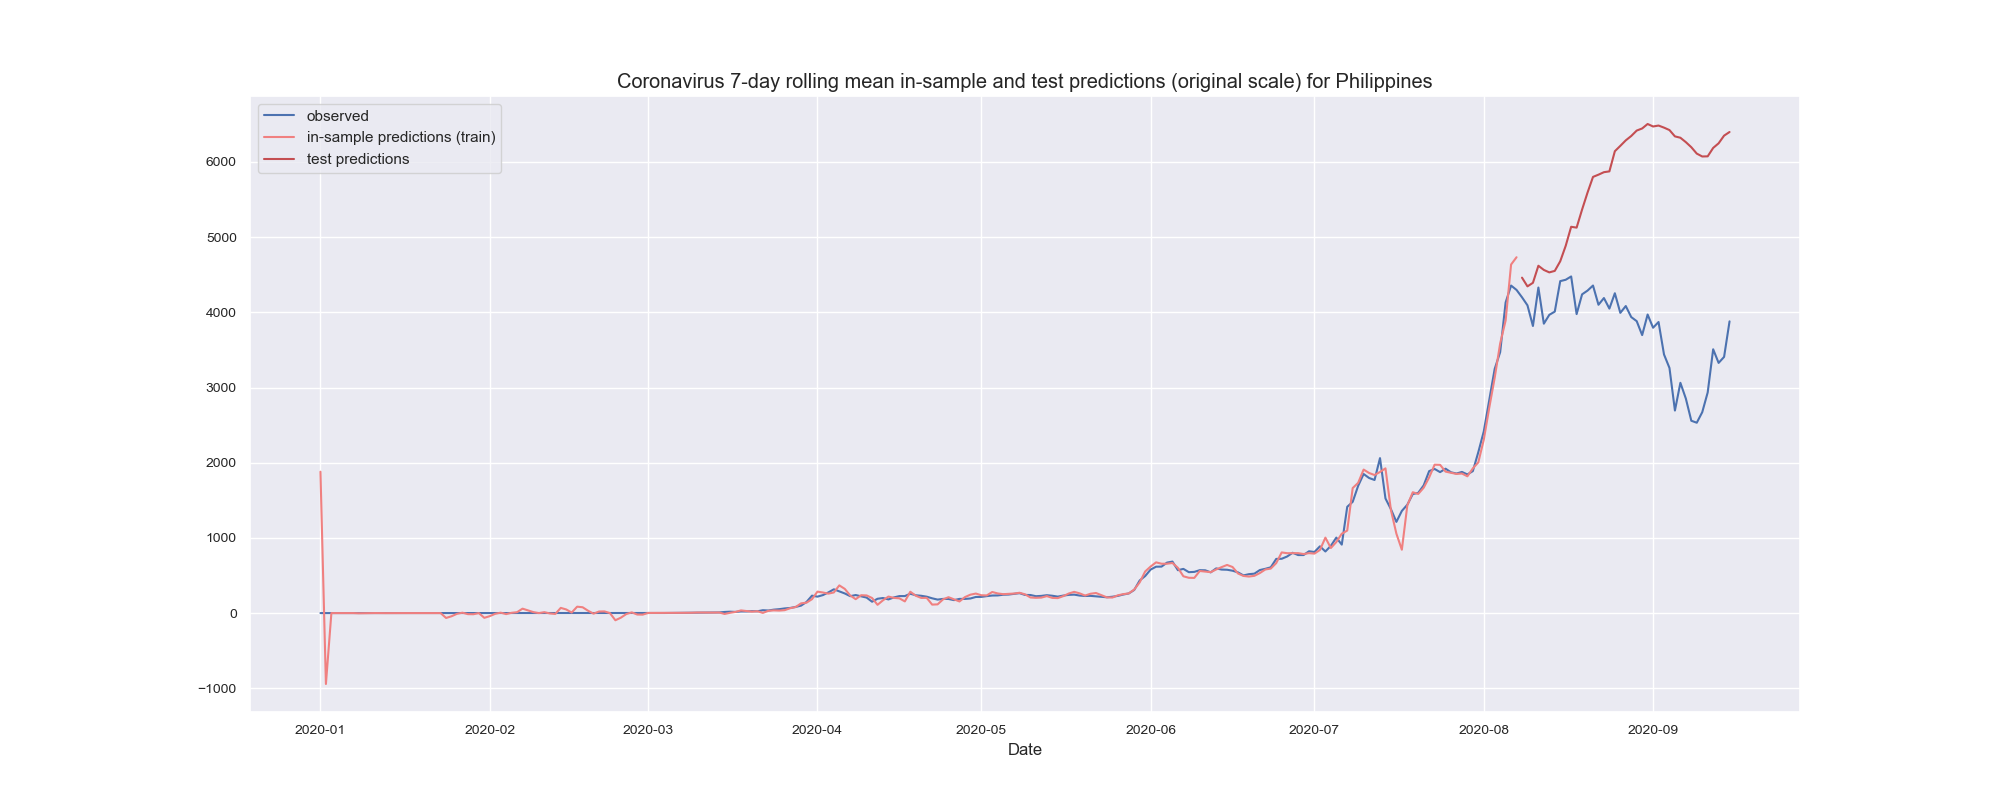 Coronavirus 7-day rolling mean in-sample and test predictions (original scale) for Philippines
observed
in-sample predictions (train)
test predictions
6000
5000
4000
3000
2000
1000
0
−1000
2020-01 2020-02 2020-03 2020-04 2020-05 2020-06 2020-07 2020-08 2020-09
Date